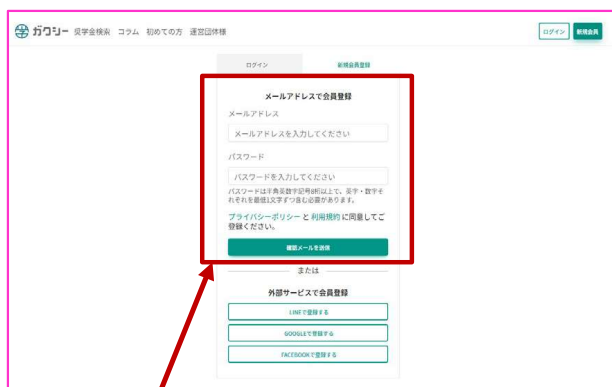 ガクシー 奨学金検索 コラム 初めての方 運営団体様
ログイン 新規会員
ログイン 新規会員登録
メールアドレスで会員登録
メールアドレス
メールアドレスを入力してください
パスワード
パスワードを入力してください
パスワードは半角英数字記号8桁以上で、英字・数字そ
れぞれを最低1文字ずつ含む必要があります。
プライバシーポリシー と 利用規約 に同意してご
登録ください。
確認メールを送信
または
外部サービスで会員登録
LINEで登録する
GOOGLEで登録する
FACEBOOKで登録する